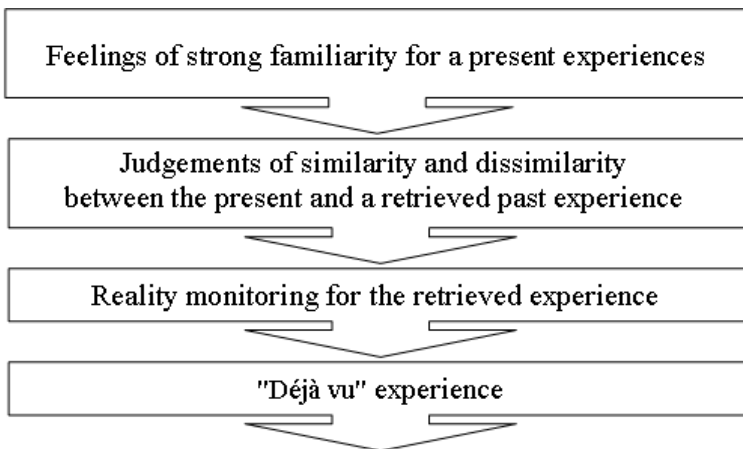 Feelings of strong familiarity for a present experiences
Judgements of similarity and dissimilarity
between the present and a retrieved past experience
Reality monitoring for the retrieved experience
"Déjà vu" experience